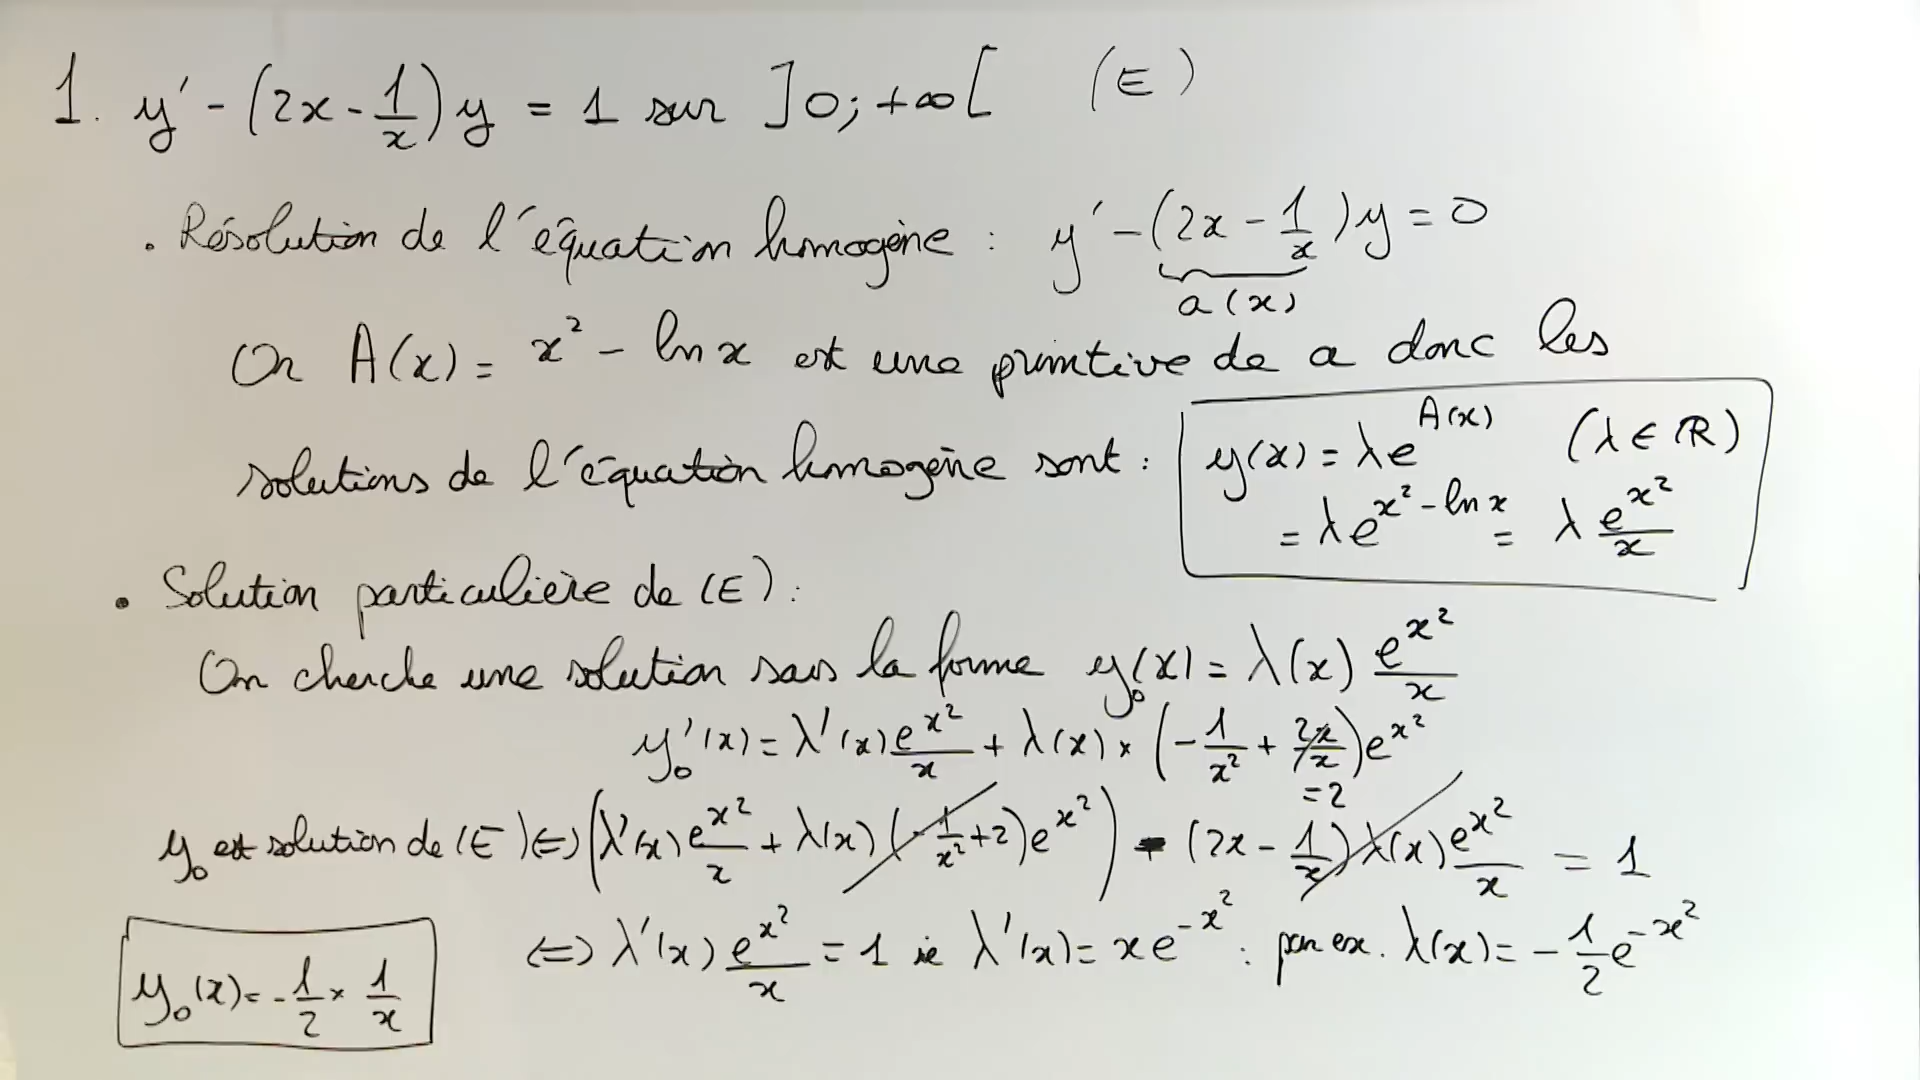 1. y' - (2x - 1/x) y = 1 sur ]0; +∞[ (E)
. Résolution de l'équation homogène : y' - (2x - 1/x) y = 0
a(x)
On A(x) = x² - ln x est une primitive de a donc les
solutions de l'équation homogène sont : y(x) = λe^A(x) (λ ∈ ℝ)
= λe^(x² - ln x) = λ e^(x²)/x
. Solution particulière de (E) :
On cherche une solution sous la forme y₀(x) = λ(x) e^(x²)/x
y₀'(x) = λ'(x) e^(x²)/x + λ(x) × (-1/x² + 2x/x) e^(x²)
= 2
y₀ est solution de (E) ⇔ (λ'(x) e^(x²)/x + λ(x) (-1/x² + 2) e^(x²)) - (2x - 1/x) λ(x) e^(x²)/x = 1
⇔ λ'(x) e^(x²)/x = 1 ie λ'(x) = x e^(-x²) : par ex. λ(x) = -1/2 e^(-x²)
y₀(x) = -1/2 × 1/x